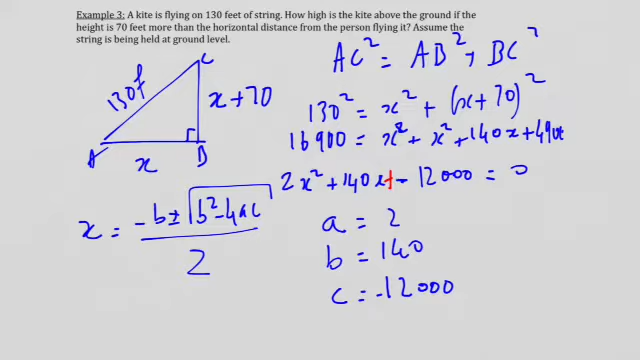 Example 3: A kite is flying on 130 feet of string. How high is the kite above the ground if the
height is 70 feet more than the horizontal distance from the person flying it? Assume the
string is being held at ground level.
C
130f
x + 70
A
B
x
AC² = AB² + BC²
130² = x² + (x + 70)²
16900 = x² + x² + 140x + 4900
2x² + 140x - 12000 = 0
x = -b ± √b² - 4ac / 2
a = 2
b = 140
c = -12000